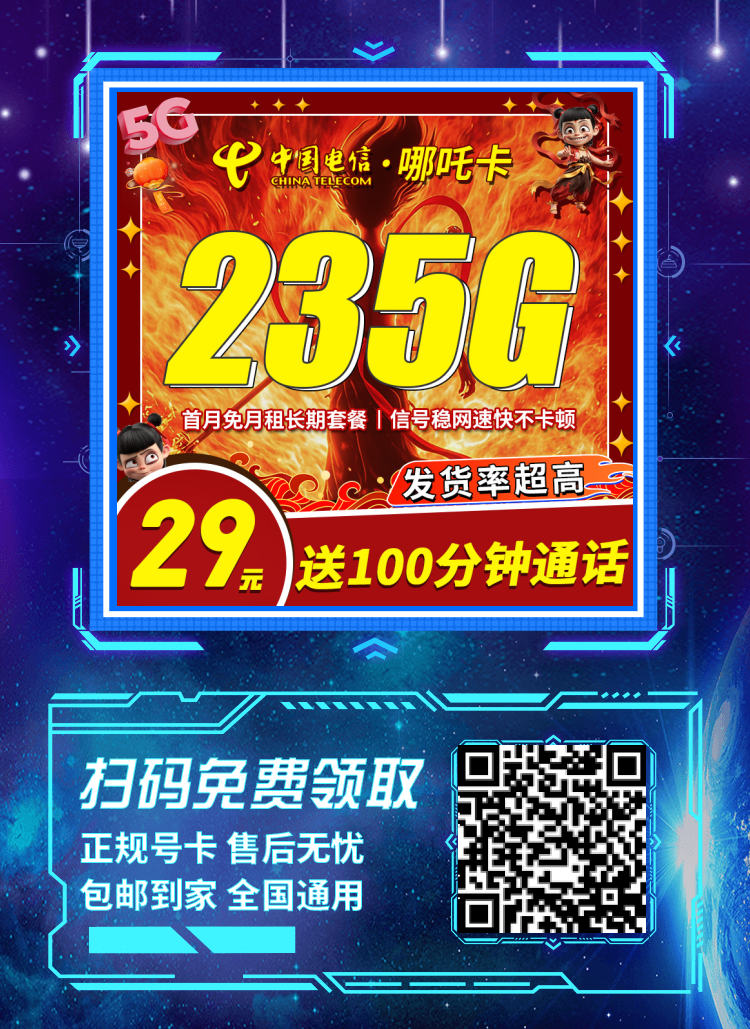 5G
中国电信·哪吒卡
CHINA TELECOM
235G
首月免月租长期套餐 | 信号稳网速快不卡顿
发货率超高
29元
送100分钟通话
扫码免费领取
正规号卡 售后无忧
包邮到家 全国通用